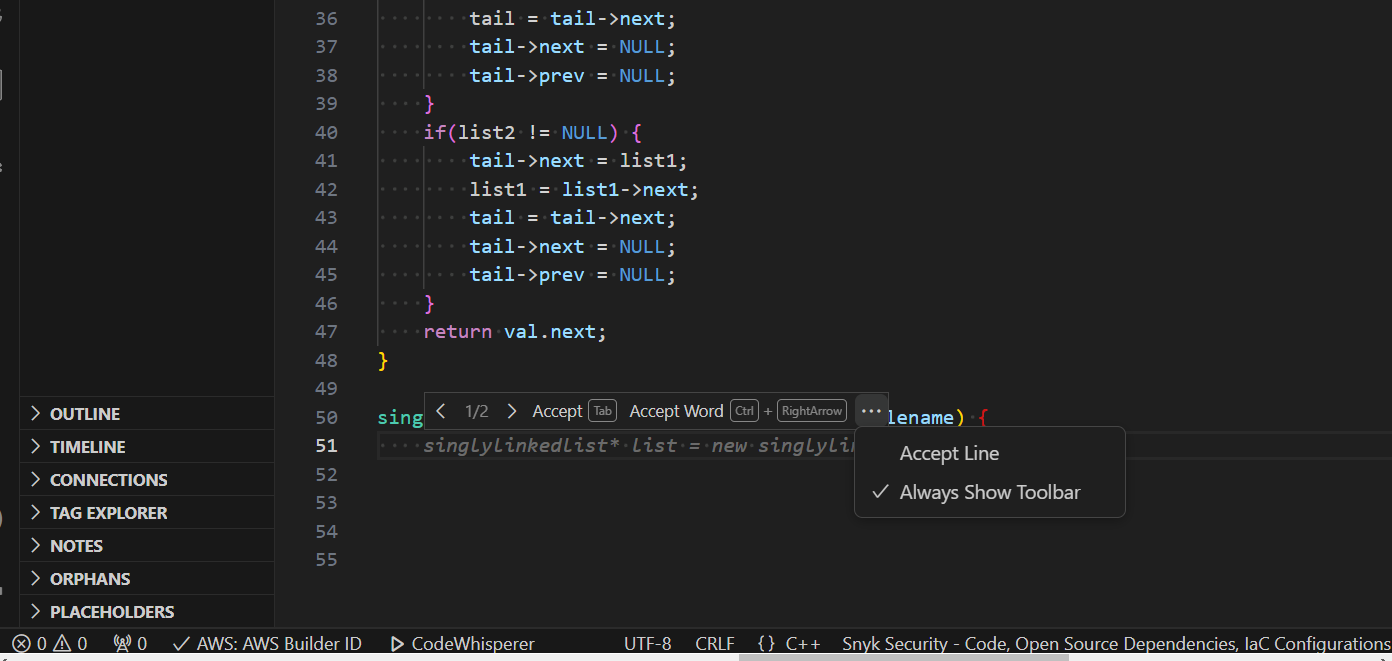 36 tail = tail->next;
37 tail->next = NULL;
38 tail->prev = NULL;
39 }
40 if(list2 != NULL) {
41 tail->next = list1;
42 list1 = list1->next;
43 tail = tail->next;
44 tail->next = NULL;
45 tail->prev = NULL;
46 }
47 return val.next;
48 }
49
1/2 Accept Tab Accept Word Ctrl + RightArrow ...
50 sing lename) {
51 singlylinkedlist* list = new singlylin
Accept Line
Always Show Toolbar
52
53
54
55
OUTLINE
TIMELINE
CONNECTIONS
TAG EXPLORER
NOTES
ORPHANS
PLACEHOLDERS
0 0 0 AWS: AWS Builder ID CodeWhisperer UTF-8 CRLF {} C++ Snyk Security - Code, Open Source Dependencies, IaC Configurations